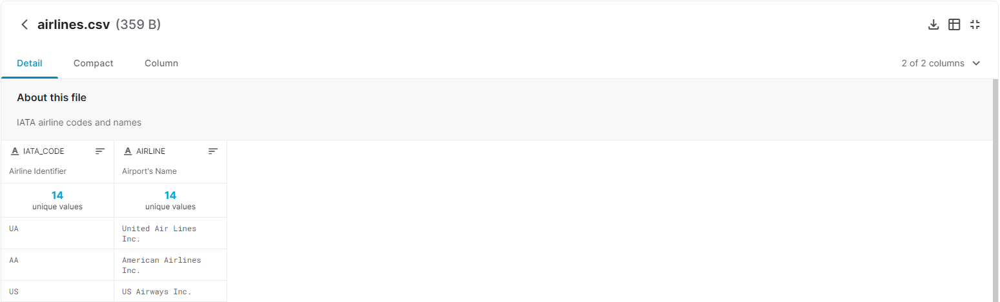 airlines.csv (359 B)
Detail Compact Column 2 of 2 columns
About this file
IATA airline codes and names
A IATA_CODE A AIRLINE
Airline Identifier Airport's Name
14 14
unique values unique values
UA United Air Lines
Inc.
AA American Airlines
Inc.
US US Airways Inc.